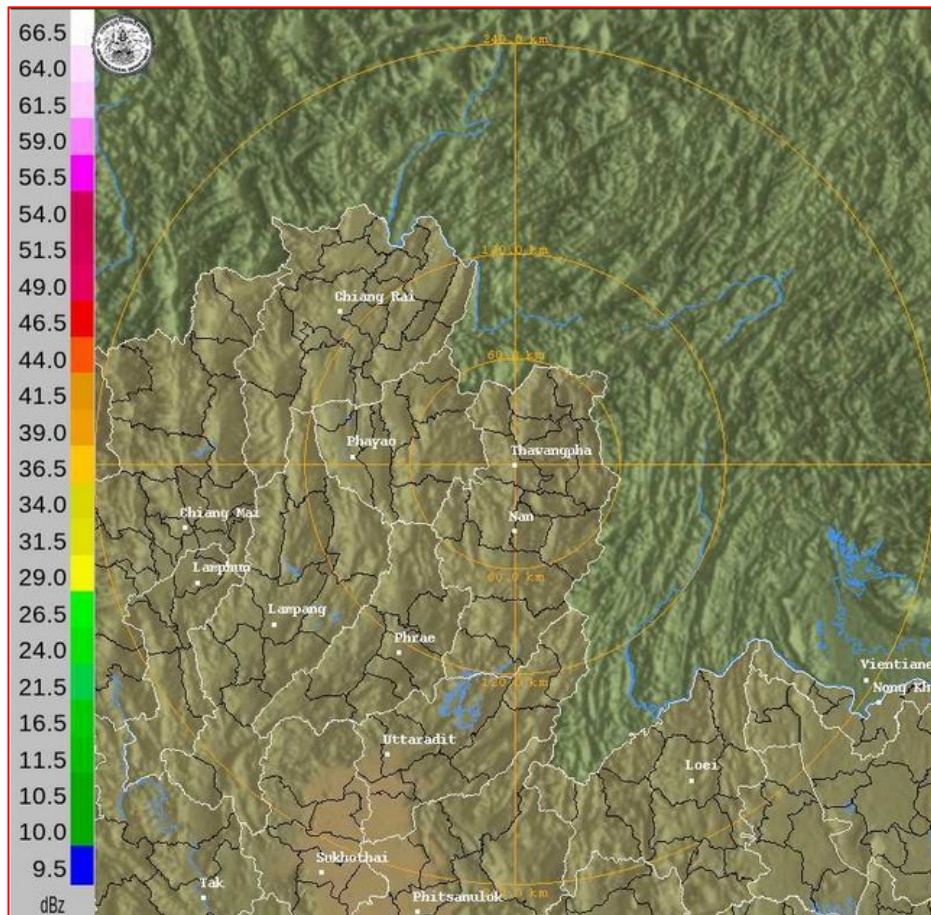 66.5
64.0
61.5
59.0
56.5
54.0
51.5
49.0
46.5
44.0
41.5
39.0
36.5
34.0
31.5
29.0
26.5
24.0
21.5
16.5
11.5
10.5
10.0
9.5
dBz
240.0 km
120.0 km
Chiang Rai
60.0 km
Phayao
Thavangpha
Chiang Mai
Nan
Lamphun
60.0 km
Lampang
Phrae
Vientiane
120.0 km
Nong Kh
Uttaradit
Loei
Sukhothai
Tak
.0 km
Phitsanulok